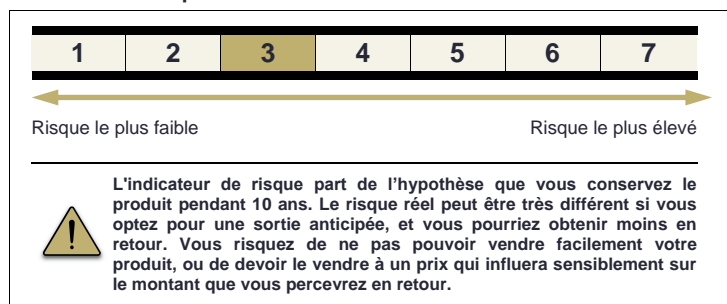 1 2 3 4 5 6 7
Risque le plus faible Risque le plus élevé
L'indicateur de risque part de l’hypothèse que vous conservez le
produit pendant 10 ans. Le risque réel peut être très différent si vous
optez pour une sortie anticipée, et vous pourriez obtenir moins en
retour. Vous risquez de ne pas pouvoir vendre facilement votre
produit, ou de devoir le vendre à un prix qui influera sensiblement sur
le montant que vous percevrez en retour.